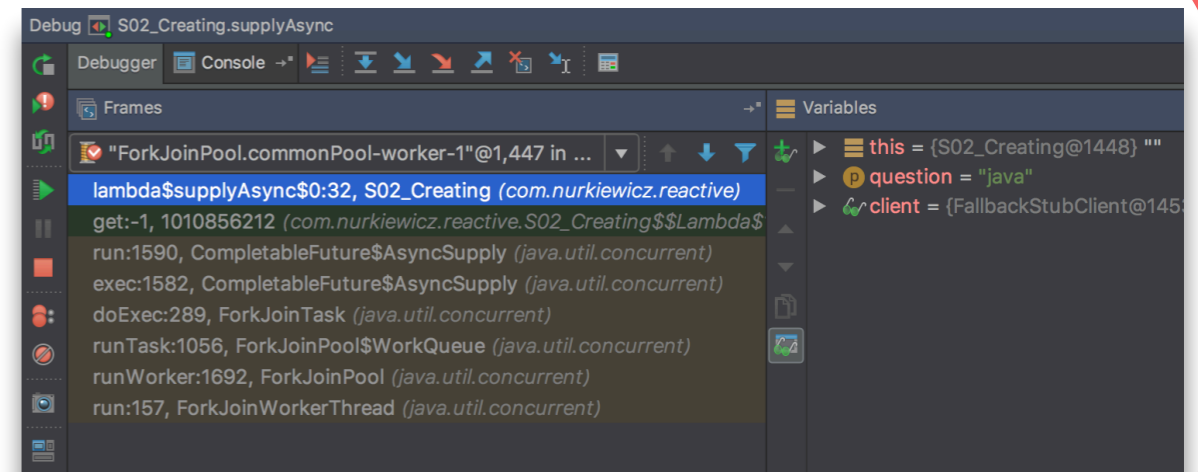 Debug S02_Creating.supplyAsync
Debugger Console
Frames
"ForkJoinPool.commonPool-worker-1"@1,447 in ...
lambda$supplyAsync$0:32, S02_Creating (com.nurkiewicz.reactive)
get:-1, 1010856212 (com.nurkiewicz.reactive.S02_Creating$$Lambda$
run:1590, CompletableFuture$AsyncSupply (java.util.concurrent)
exec:1582, CompletableFuture$AsyncSupply (java.util.concurrent)
doExec:289, ForkJoinTask (java.util.concurrent)
runTask:1056, ForkJoinPool$WorkQueue (java.util.concurrent)
runWorker:1692, ForkJoinPool (java.util.concurrent)
run:157, ForkJoinWorkerThread (java.util.concurrent)
Variables
this = {S02_Creating@1448} ""
question = "java"
client = {FallbackStubClient@145